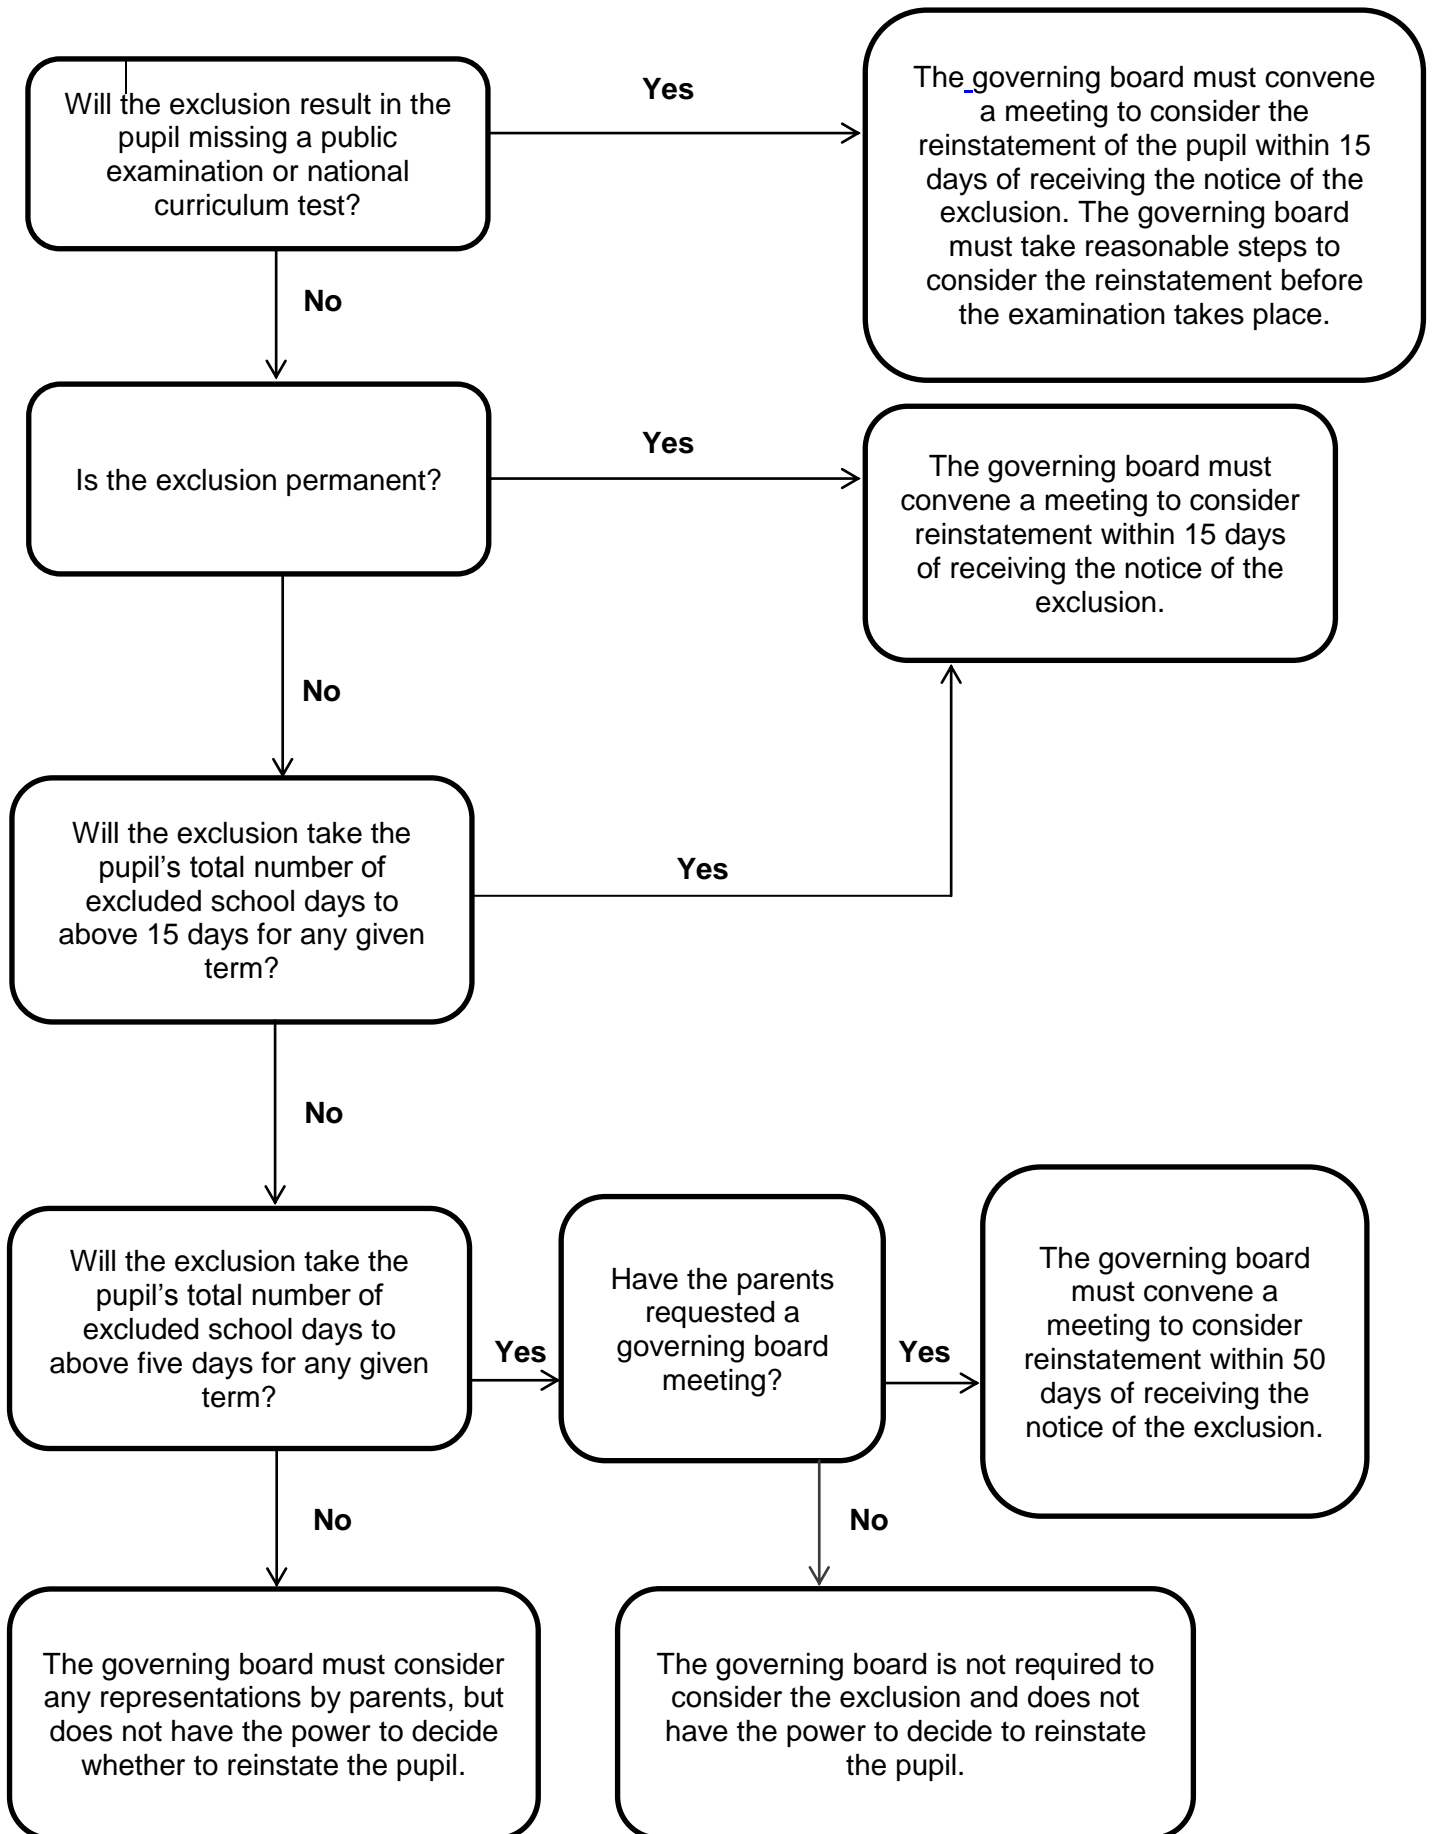 Will the exclusion result in the
pupil missing a public
examination or national
curriculum test?
Yes
The governing board must convene
a meeting to consider the
reinstatement of the pupil within 15
days of receiving the notice of the
exclusion. The governing board
must take reasonable steps to
consider the reinstatement before
the examination takes place.
No
Is the exclusion permanent?
Yes
The governing board must
convene a meeting to consider
reinstatement within 15 days
of receiving the notice of the
exclusion.
No
Will the exclusion take the
pupil’s total number of
excluded school days to
above 15 days for any given
term?
Yes
No
Will the exclusion take the
pupil’s total number of
excluded school days to
above five days for any given
term?
Yes
Have the parents
requested a
governing board
meeting?
Yes
The governing board
must convene a
meeting to consider
reinstatement within 50
days of receiving the
notice of the exclusion.
No
No
The governing board must consider
any representations by parents, but
does not have the power to decide
whether to reinstate the pupil.
The governing board is not required to
consider the exclusion and does not
have the power to decide to reinstate
the pupil.